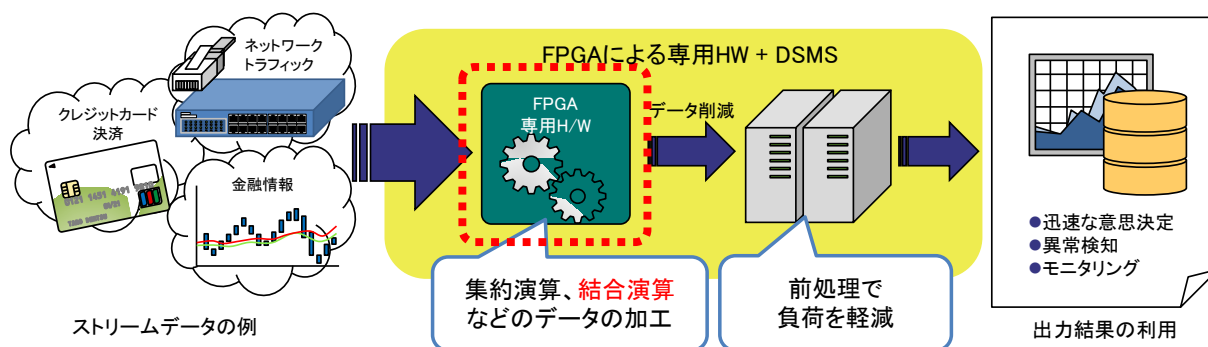 ネットワーク
トラフィック
クレジットカード
決済
金融情報
ストリームデータの例
FPGAによる専用HW + DSMS
FPGA
専用H/W
データ削減
集約演算、結合演算
などのデータの加工
前処理で
負荷を軽減
●迅速な意思決定
●異常検知
●モニタリング
出力結果の利用